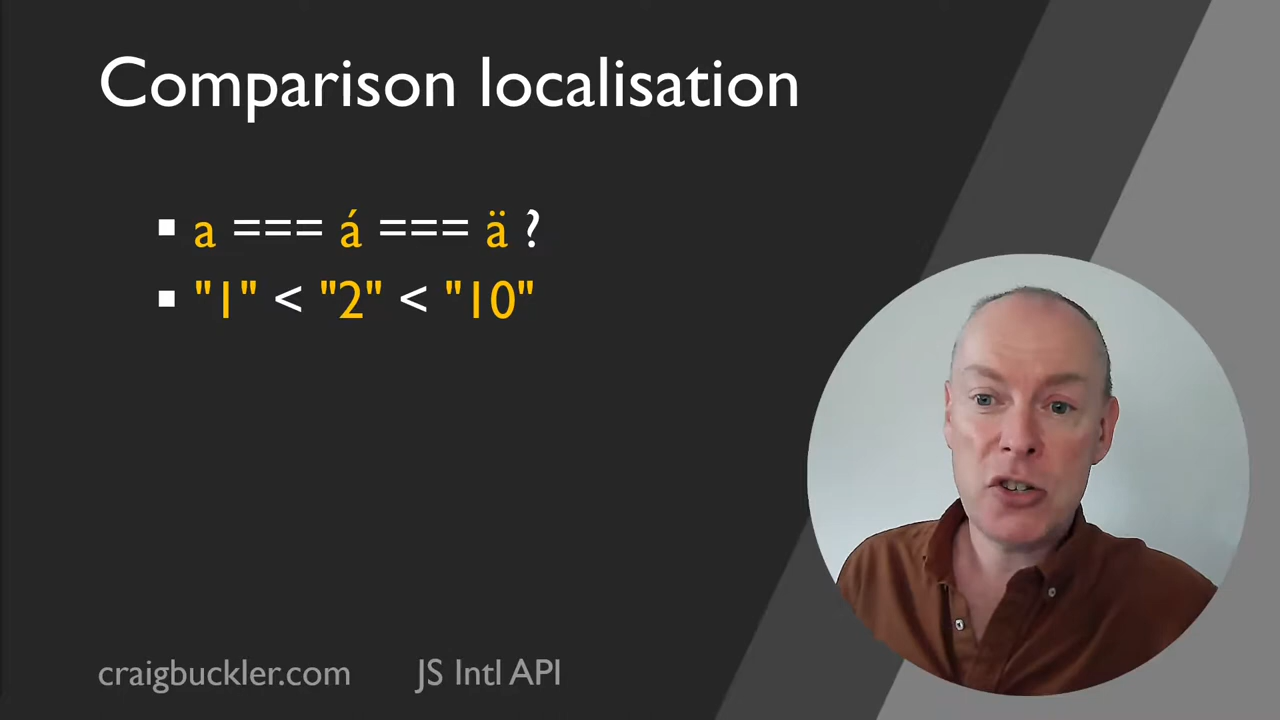 Comparison localisation
▪ a === á === ä ?
▪ "1" < "2" < "10"
craigbuckler.com JS Intl API